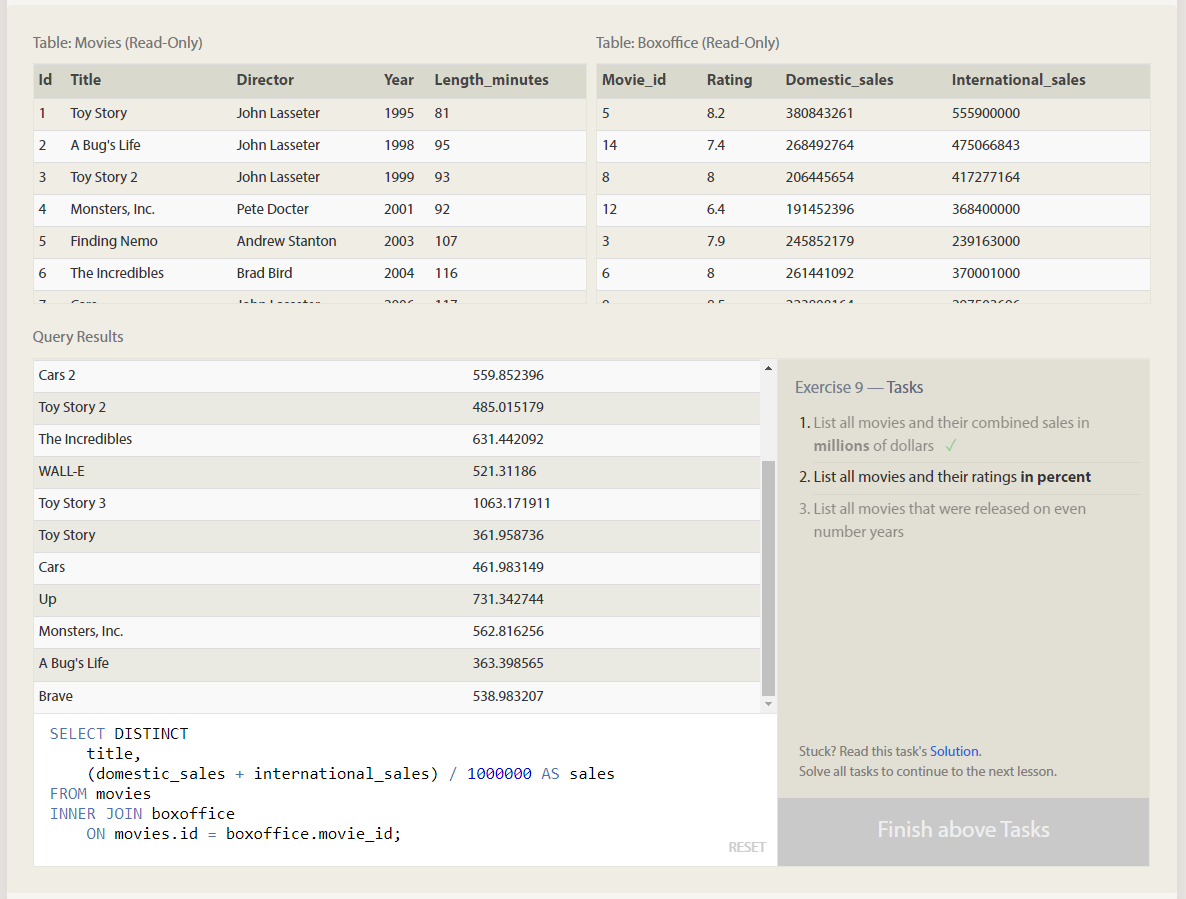 Table: Movies (Read-Only)
Id Title Director Year Length_minutes
1 Toy Story John Lasseter 1995 81
2 A Bug's Life John Lasseter 1998 95
3 Toy Story 2 John Lasseter 1999 93
4 Monsters, Inc. Pete Docter 2001 92
5 Finding Nemo Andrew Stanton 2003 107
6 The Incredibles Brad Bird 2004 116
Table: Boxoffice (Read-Only)
Movie_id Rating Domestic_sales International_sales
5 8.2 380843261 555900000
14 7.4 268492764 475066843
8 8 206445654 417277164
12 6.4 191452396 368400000
3 7.9 245852179 239163000
6 8 261441092 370001000
Query Results
Cars 2 559.852396
Toy Story 2 485.015179
The Incredibles 631.442092
WALL-E 521.31186
Toy Story 3 1063.171911
Toy Story 361.958736
Cars 461.983149
Up 731.342744
Monsters, Inc. 562.816256
A Bug's Life 363.398565
Brave 538.983207
SELECT DISTINCT
title,
(domestic_sales + international_sales) / 1000000 AS sales
FROM movies
INNER JOIN boxoffice
ON movies.id = boxoffice.movie_id;
RESET
Exercise 9 — Tasks
1. List all movies and their combined sales in
millions of dollars ✓
2. List all movies and their ratings in percent
3. List all movies that were released on even
number years
Stuck? Read this task's Solution.
Solve all tasks to continue to the next lesson.
Finish above Tasks